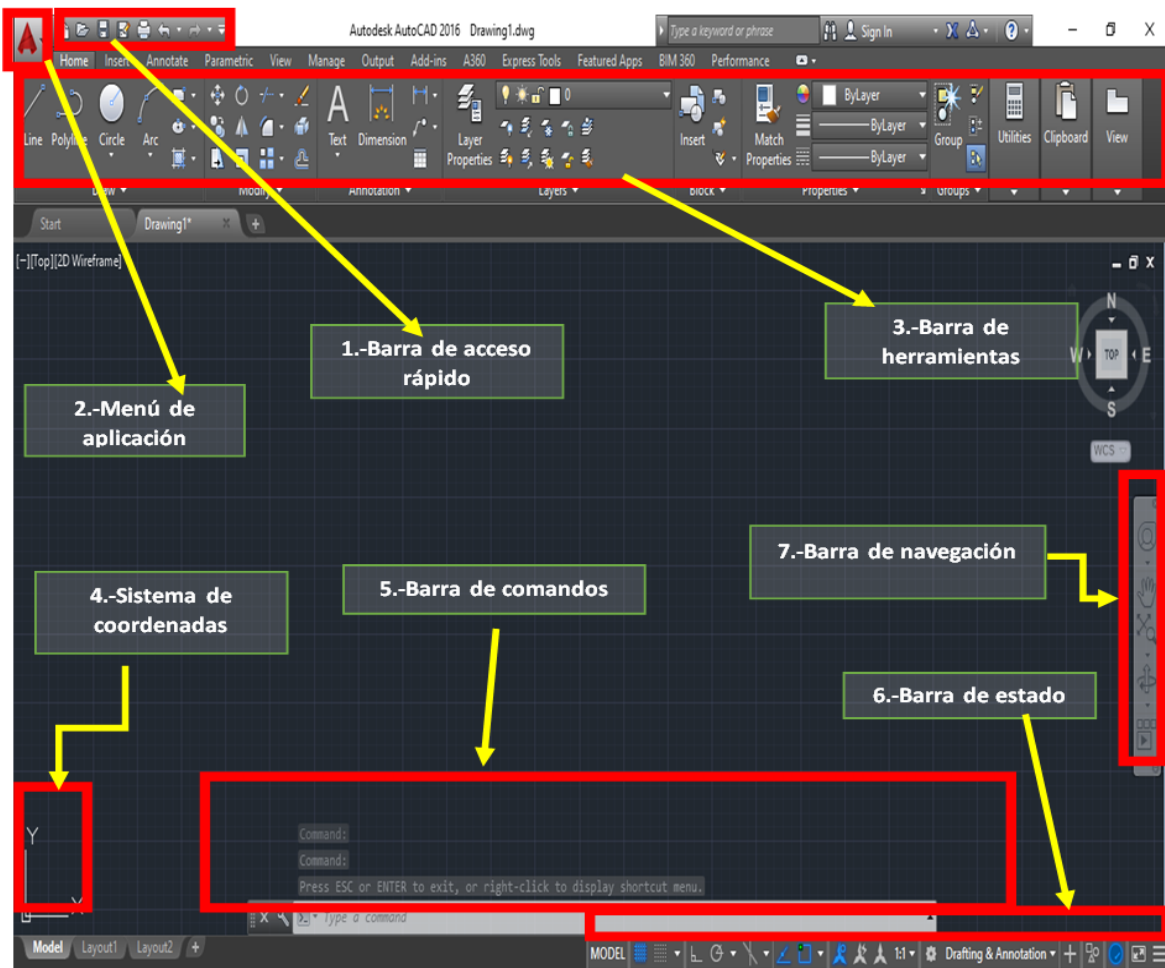 Autodesk AutoCAD 2016 Drawing1.dwg
Type a keyword or phrase
Sign In
Home Insert Annotate Parametric View Manage Output Add-ins A360 Express Tools Featured Apps BIM 360 Performance
0
ByLayer
ByLayer
ByLayer
Line Polyline Circle Arc
Text Dimension
Layer
Properties
Insert
Match
Properties
Group
Utilities Clipboard View
Draw Modify Annotation Layers Block Properties Groups
Start Drawing1* +
[−][Top][2D Wireframe]
N
W TOP E
S
WCS
1.-Barra de acceso
rápido
2.-Menú de
aplicación
3.-Barra de
herramientas
7.-Barra de navegación
4.-Sistema de
coordenadas
5.-Barra de comandos
6.-Barra de estado
Y
X
Command:
Command:
Press ESC or ENTER to exit, or right-click to display shortcut menu.
Type a command
Model Layout1 Layout2 +
MODEL 1:1 Drafting & Annotation